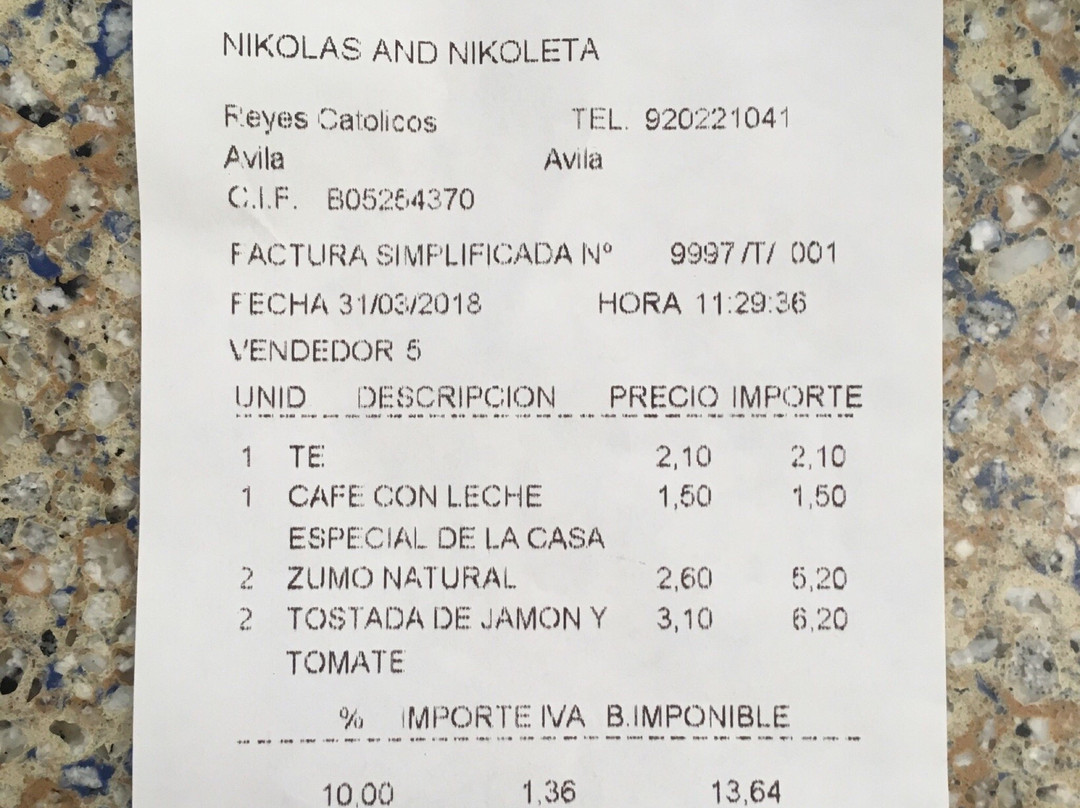 NIKOLAS AND NIKOLETA
Reyes Catolicos TEL. 920221041
Avila Avila
C.I.F. B05264370
FACTURA SIMPLIFICADA Nº 9997 /T/ 001
FECHA 31/03/2018 HORA 11:29:36
VENDEDOR 5
UNID DESCRIPCION PRECIO IMPORTE
1 TE 2,10 2,10
1 CAFE CON LECHE 1,50 1,50
ESPECIAL DE LA CASA
2 ZUMO NATURAL 2,60 5,20
2 TOSTADA DE JAMON Y 3,10 6,20
TOMATE
% IMPORTE IVA B.IMPONIBLE
10,00 1,36 13,64